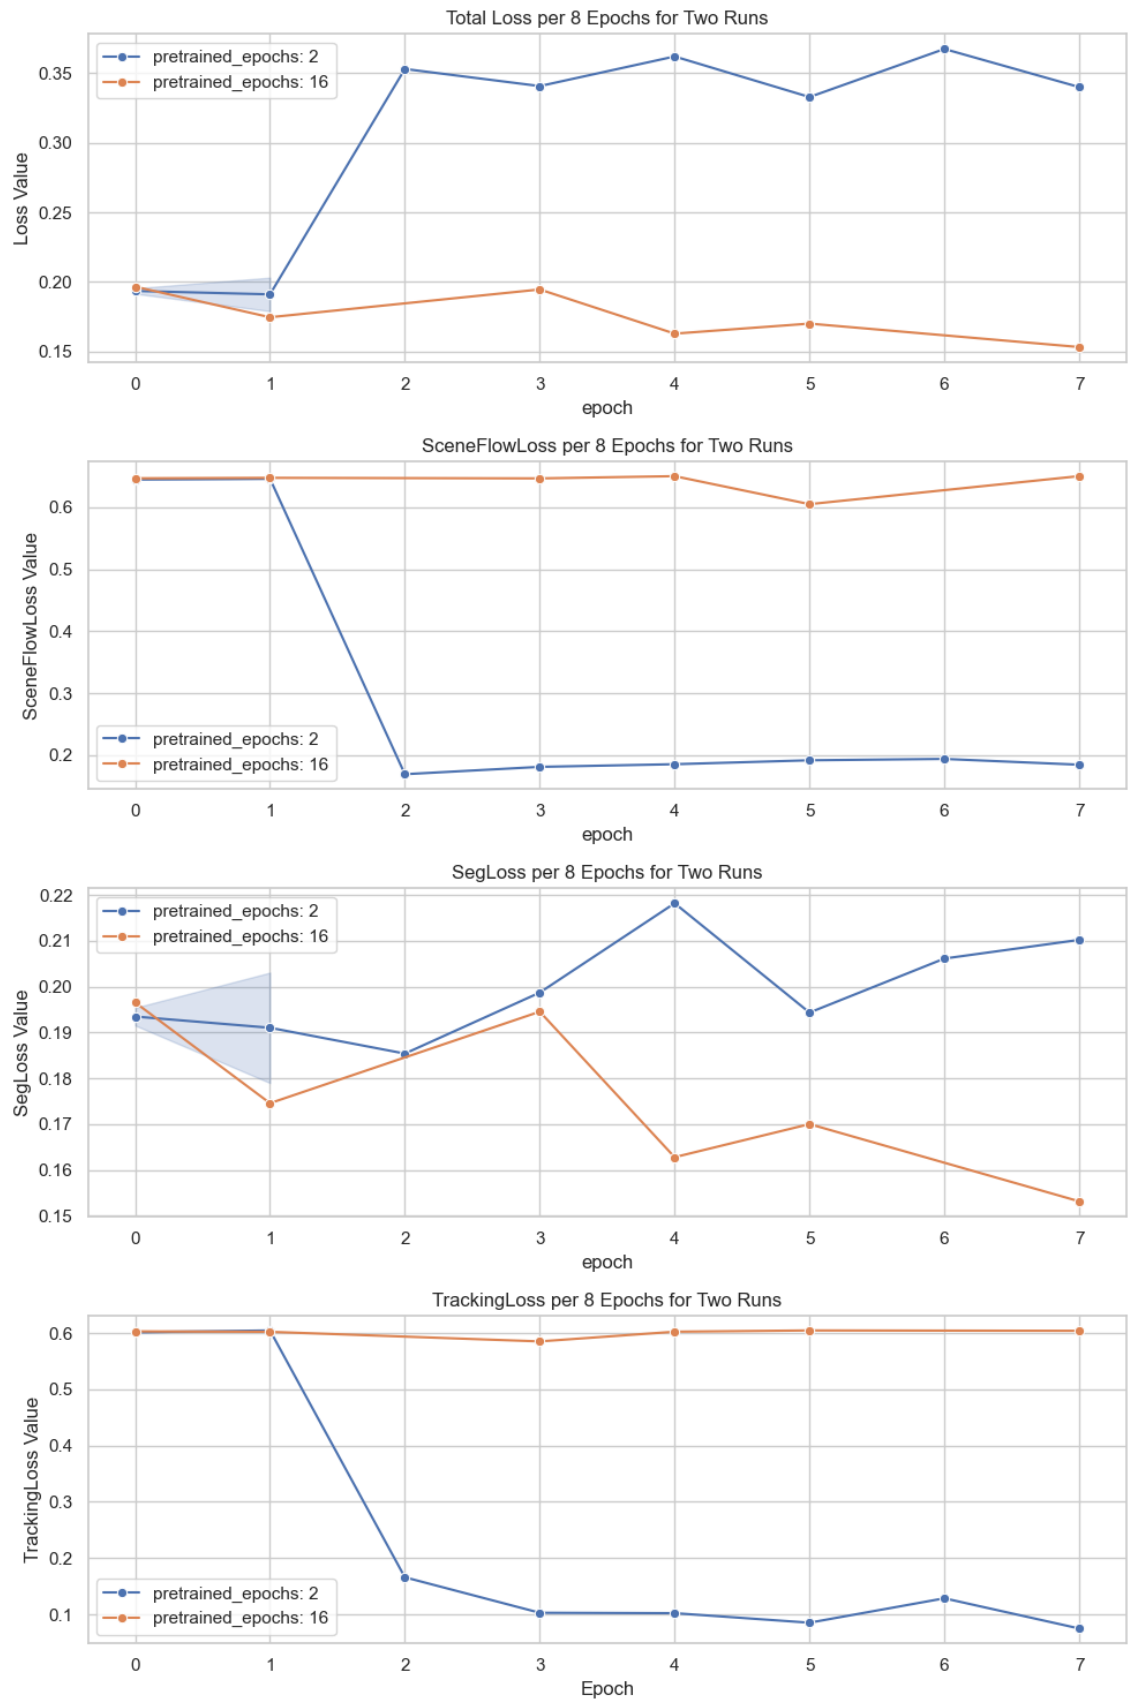 Total Loss per 8 Epochs for Two Runs
pretrained_epochs: 2
pretrained_epochs: 16
Loss Value
0.35
0.30
0.25
0.20
0.15
0 1 2 3 4 5 6 7
epoch
SceneFlowLoss per 8 Epochs for Two Runs
SceneFlowLoss Value
0.6
0.5
0.4
0.3
0.2
pretrained_epochs: 2
pretrained_epochs: 16
0 1 2 3 4 5 6 7
epoch
SegLoss per 8 Epochs for Two Runs
pretrained_epochs: 2
pretrained_epochs: 16
SegLoss Value
0.22
0.21
0.20
0.19
0.18
0.17
0.16
0.15
0 1 2 3 4 5 6 7
epoch
TrackingLoss per 8 Epochs for Two Runs
TrackingLoss Value
0.6
0.5
0.4
0.3
0.2
0.1
pretrained_epochs: 2
pretrained_epochs: 16
0 1 2 3 4 5 6 7
Epoch